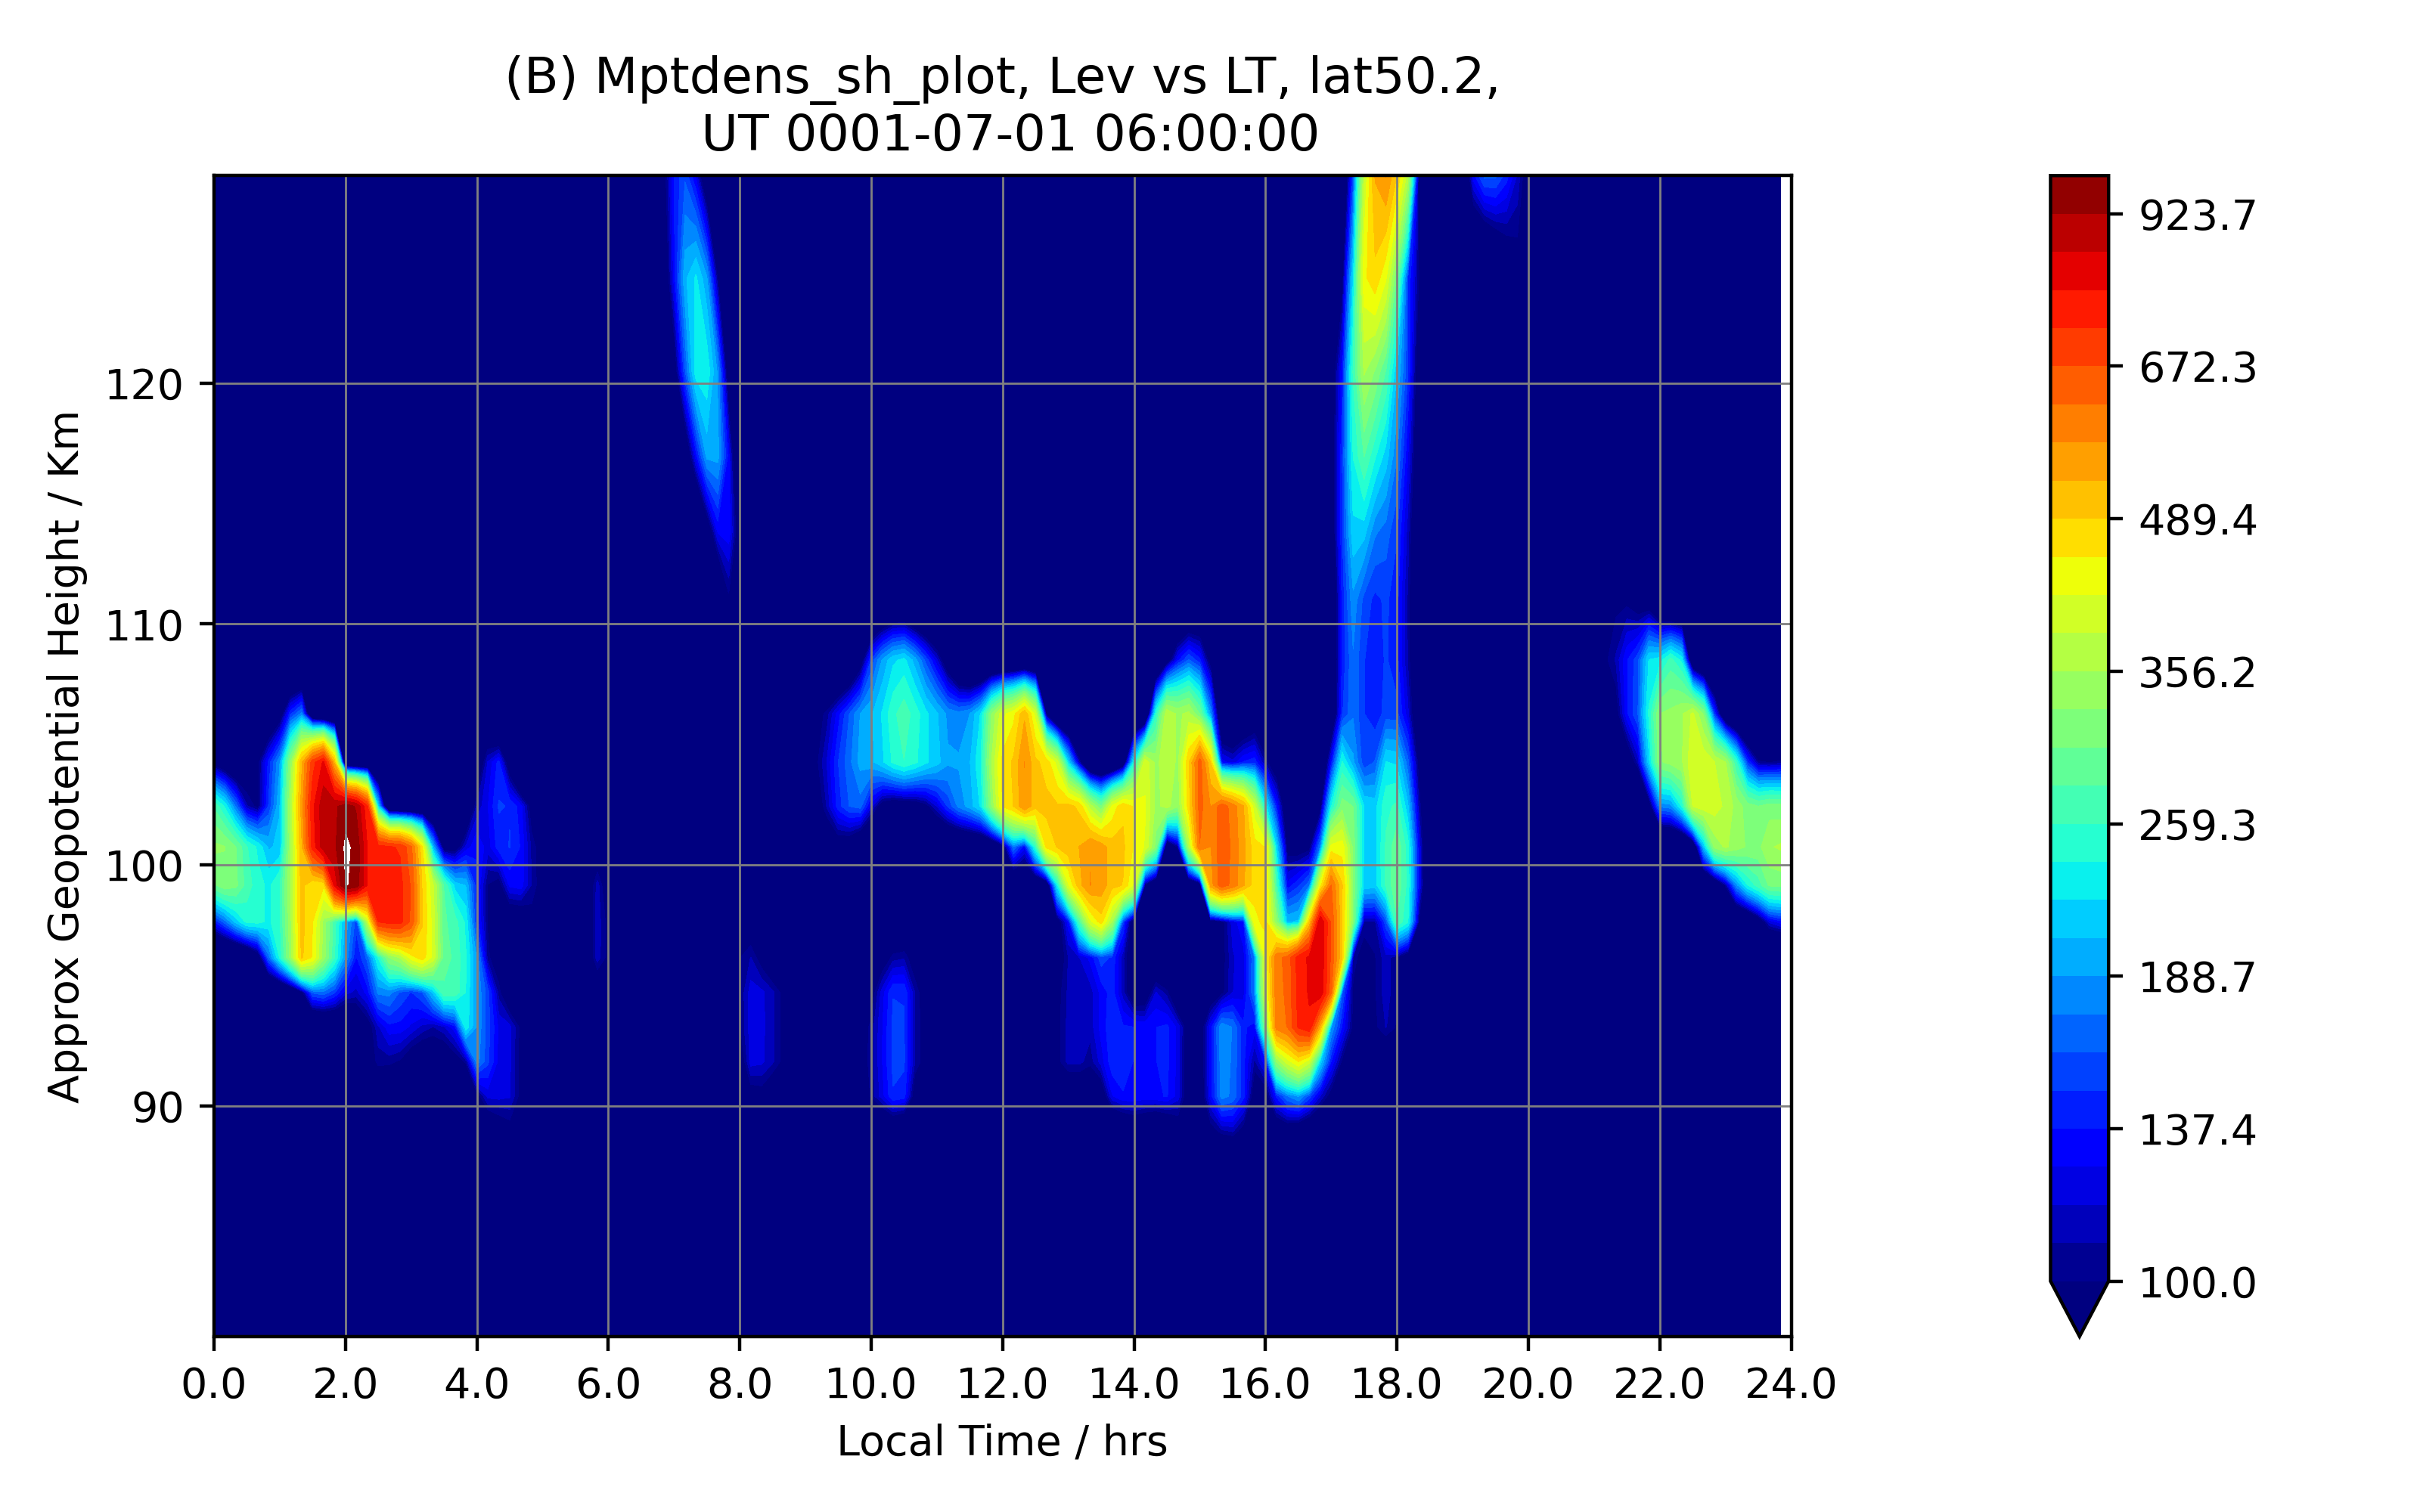 (B) Mptdens_sh_plot, Lev vs LT, lat50.2,
UT 0001-07-01 06:00:00
Approx Geopotential Height / Km
120
110
100
90
0.0 2.0 4.0 6.0 8.0 10.0 12.0 14.0 16.0 18.0 20.0 22.0 24.0
Local Time / hrs
923.7
672.3
489.4
356.2
259.3
188.7
137.4
100.0